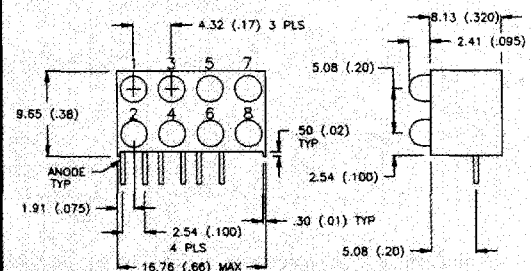 4.32 (.17) 3 PLS
8.13 (.320)
2.41 (.095)
5.08 (.20)
1 3 5 7
9.65 (.38)
2 4 6 8
.50 (.02)
TYP
ANODE
TYP
2.54 (.100)
1.91 (.075)
.30 (.01) TYP
2.54 (.100)
4 PLS
5.08 (.20)
16.76 (.66) MAX